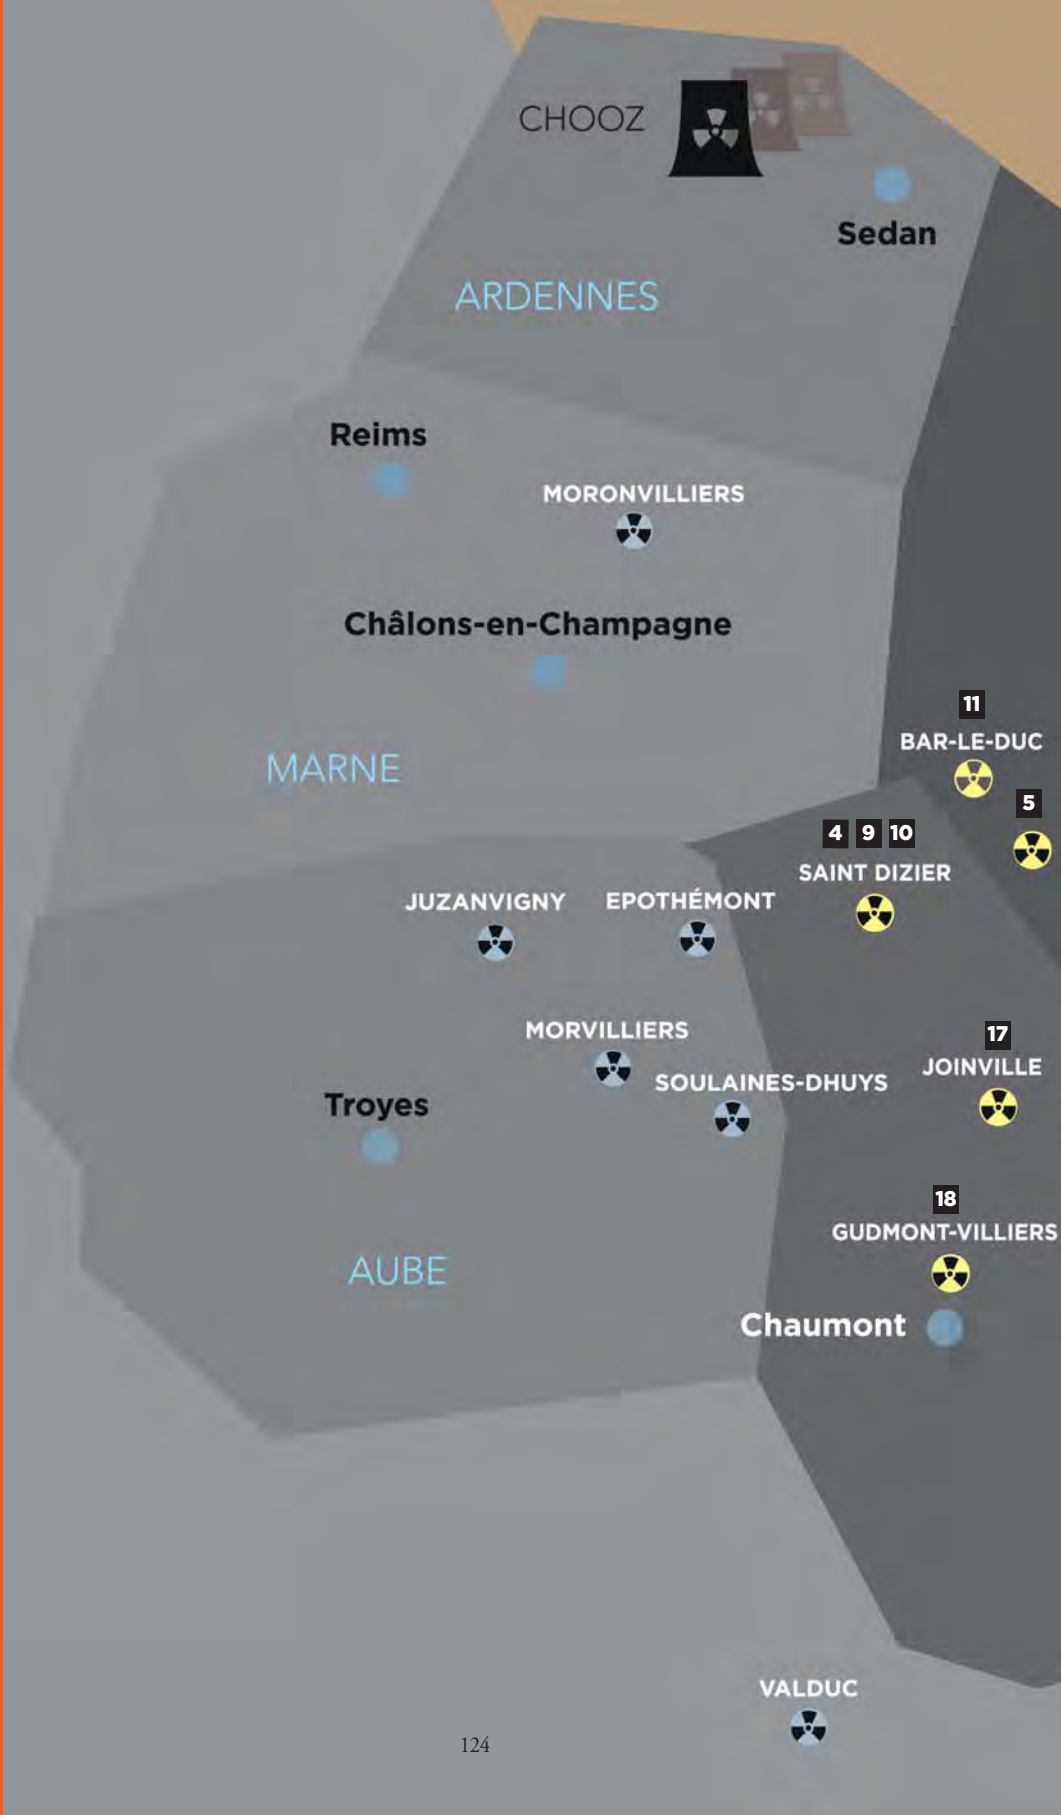 CHOOZ
Sedan
ARDENNES
Reims
MORONVILLIERS
Châlons-en-Champagne
11
BAR-LE-DUC
MARNE
5
4 9 10
SAINT DIZIER
JUZANVIGNY
EPOTHÉMONT
17
MORVILLIERS
JOINVILLE
SOULAINES-DHUYS
Troyes
18
GUDMONT-VILLIERS
AUBE
Chaumont
VALDUC
124